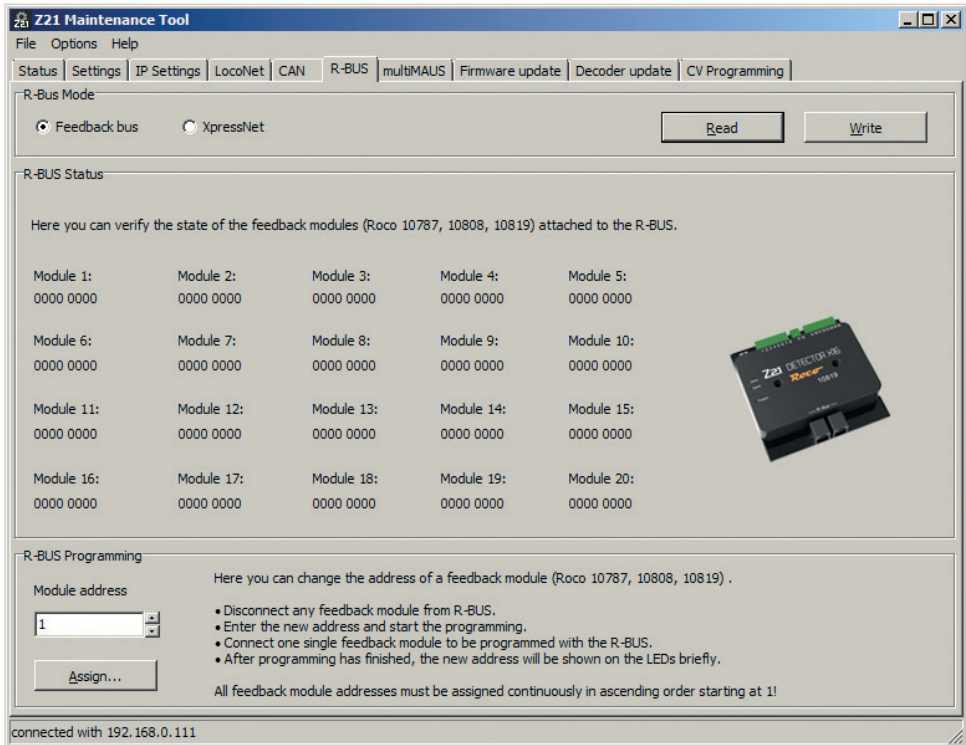 Z21 Maintenance Tool
File Options Help
Status Settings IP Settings LocoNet CAN R-BUS multiMAUS Firmware update Decoder update CV Programming
R-Bus Mode
Feedback bus XpressNet Read Write
R-BUS Status
Here you can verify the state of the feedback modules (Roco 10787, 10808, 10819) attached to the R-BUS.
Module 1: Module 2: Module 3: Module 4: Module 5:
0000 0000 0000 0000 0000 0000 0000 0000 0000 0000
Module 6: Module 7: Module 8: Module 9: Module 10:
0000 0000 0000 0000 0000 0000 0000 0000 0000 0000
Z21 DETECTOR X16
Roco 10819
R-Bus
Module 11: Module 12: Module 13: Module 14: Module 15:
0000 0000 0000 0000 0000 0000 0000 0000 0000 0000
Module 16: Module 17: Module 18: Module 19: Module 20:
0000 0000 0000 0000 0000 0000 0000 0000 0000 0000
R-BUS Programming
Module address
1
Assign...
Here you can change the address of a feedback module (Roco 10787, 10808, 10819) .
• Disconnect any feedback module from R-BUS.
• Enter the new address and start the programming.
• Connect one single feedback module to be programmed with the R-BUS.
• After programming has finished, the new address will be shown on the LEDs briefly.
All feedback module addresses must be assigned continuously in ascending order starting at 1!
connected with 192.168.0.111